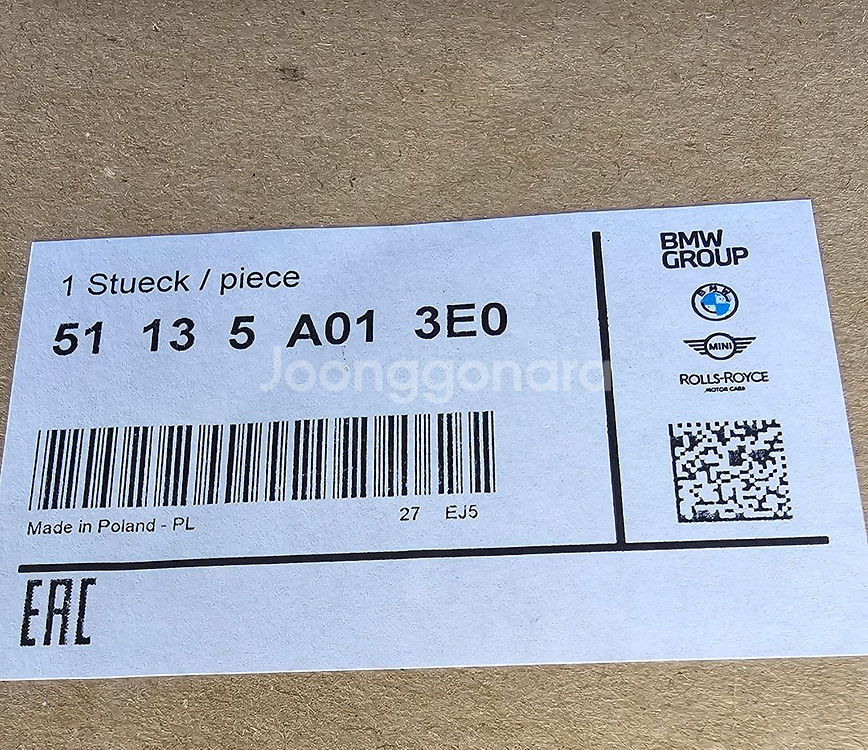 1 Stueck / piece
51 13 5 A01 3E0
Joonggonara
Made in Poland - PL
27 EJ5
EAC
BMW
GROUP
BMW
MINI
ROLLS-ROYCE
MOTOR CARS